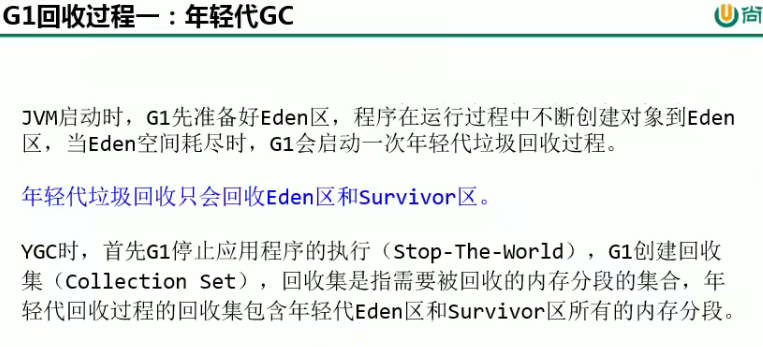 G1回收过程一：年轻代GC
尚
JVM启动时，G1先准备好Eden区，程序在运行过程中不断创建对象到Eden
区，当Eden空间耗尽时，G1会启动一次年轻代垃圾回收过程。
年轻代垃圾回收只会回收Eden区和Survivor区。
YGC时，首先G1停止应用程序的执行（Stop-The-World），G1创建回收
集（Collection Set），回收集是指需要被回收的内存分段的集合，年
轻代回收过程的回收集包含年轻代Eden区和Survivor区所有的内存分段。